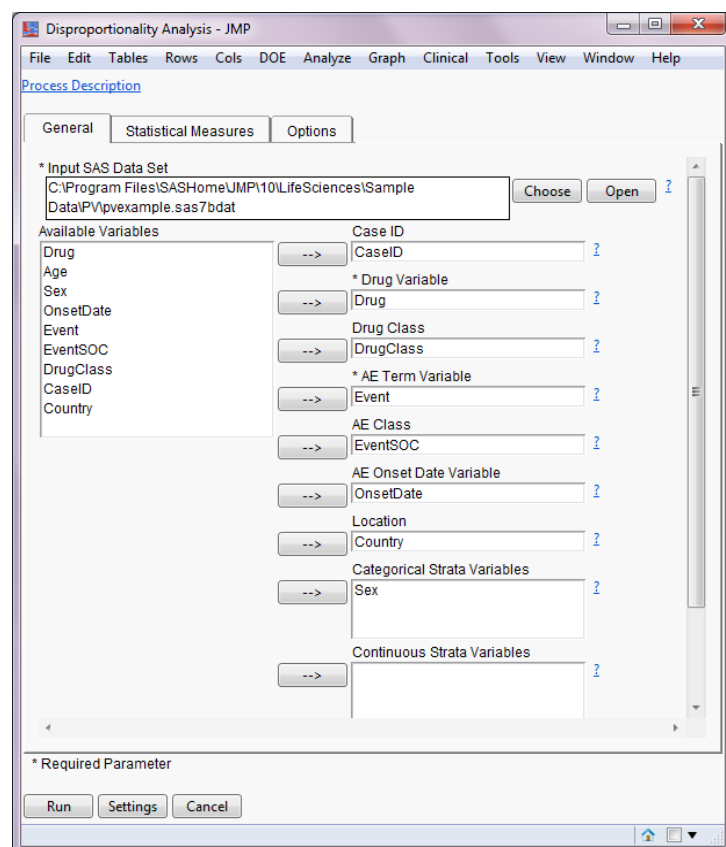 Disproportionality Analysis - JMP
File Edit Tables Rows Cols DOE Analyze Graph Clinical Tools View Window Help
Process Description
General Statistical Measures Options
* Input SAS Data Set
C:\Program Files\SASHome\JMP\10\LifeSciences\Sample
Data\PV\pvexample.sas7bdat
Choose Open ?
Available Variables
Drug
Age
Sex
OnsetDate
Event
EventSOC
DrugClass
CaseID
Country
Case ID
--> CaseID ?
* Drug Variable
--> Drug ?
Drug Class
--> DrugClass ?
* AE Term Variable
--> Event ?
AE Class
--> EventSOC ?
AE Onset Date Variable
--> OnsetDate ?
Location
--> Country ?
Categorical Strata Variables
--> Sex ?
Continuous Strata Variables
--> ?
* Required Parameter
Run Settings Cancel